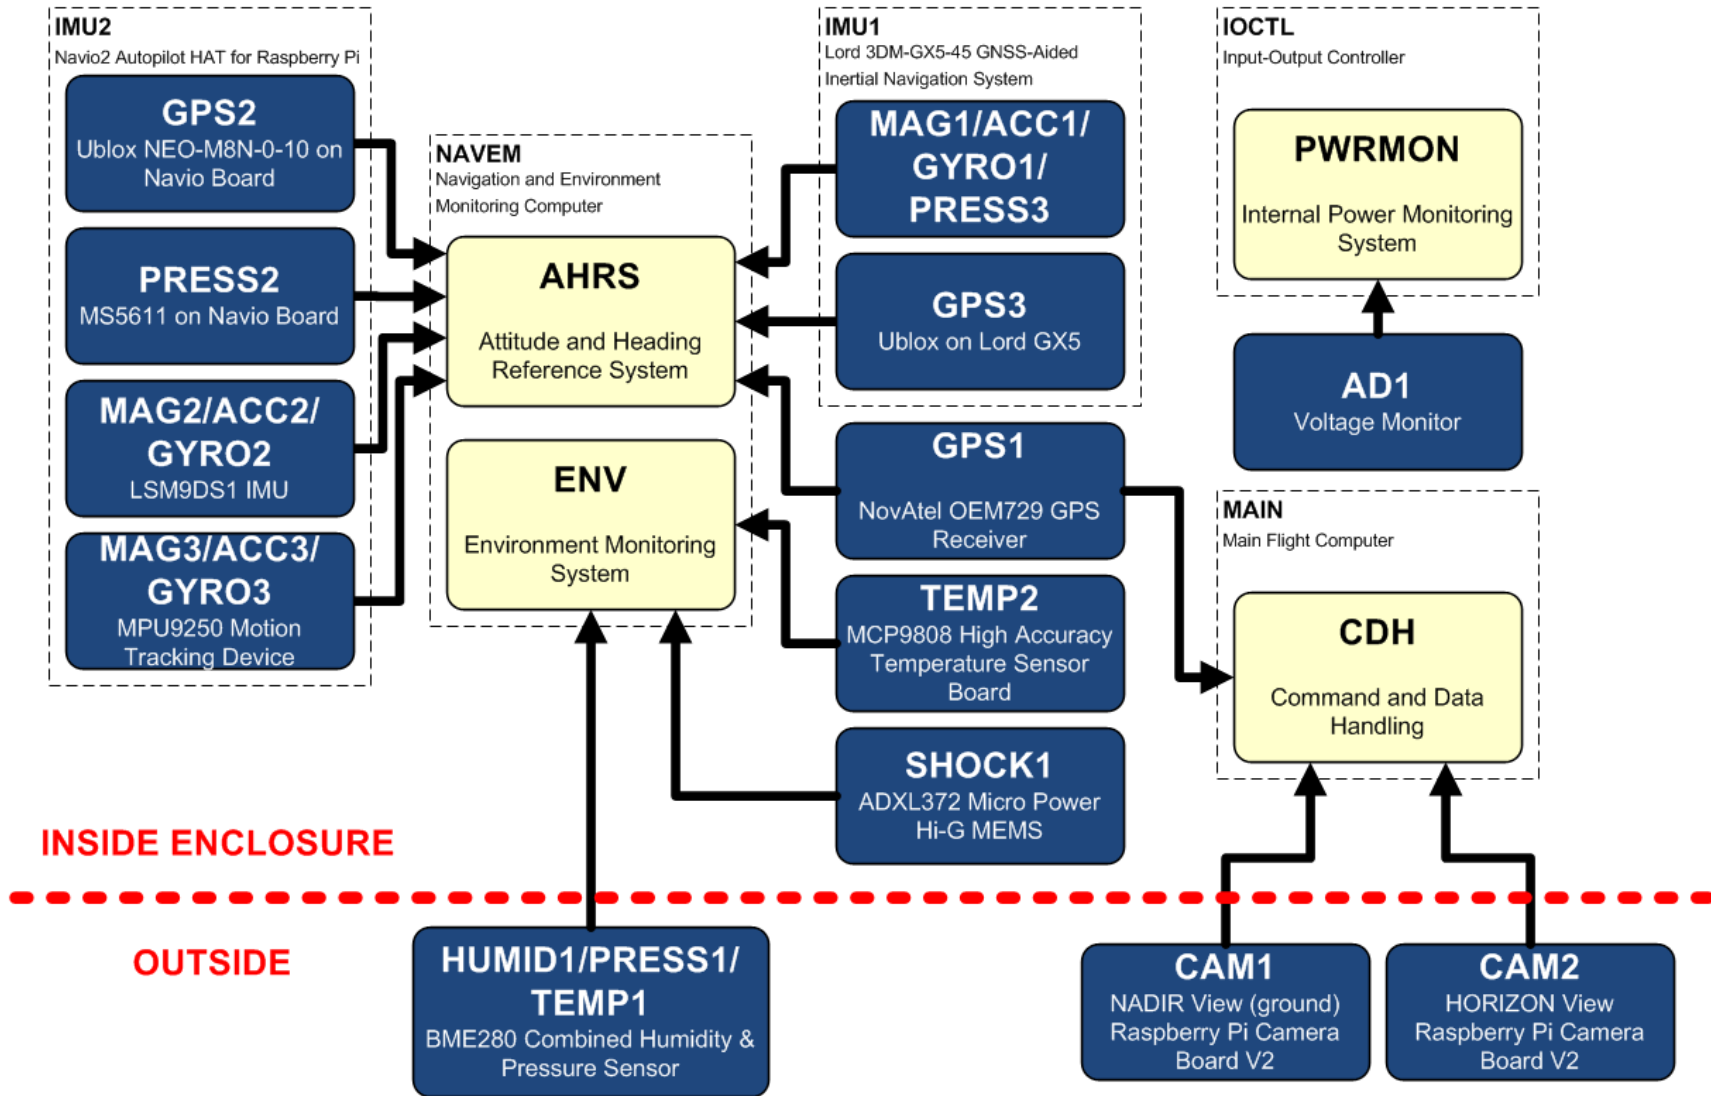 IMU2
Navio2 Autopilot HAT for Raspberry Pi
GPS2
Ublox NEO-M8N-0-10 on
Navio Board
PRESS2
MS5611 on Navio Board
MAG2/ACC2/
GYRO2
LSM9DS1 IMU
MAG3/ACC3/
GYRO3
MPU9250 Motion
Tracking Device
NAVEM
Navigation and Environment
Monitoring Computer
AHRS
Attitude and Heading
Reference System
ENV
Environment Monitoring
System
IMU1
Lord 3DM-GX5-45 GNSS-Aided
Inertial Navigation System
MAG1/ACC1/
GYRO1/
PRESS3
GPS3
Ublox on Lord GX5
GPS1
NovAtel OEM729 GPS
Receiver
TEMP2
MCP9808 High Accuracy
Temperature Sensor
Board
SHOCK1
ADXL372 Micro Power
Hi-G MEMS
IOCTL
Input-Output Controller
PWRMON
Internal Power Monitoring
System
AD1
Voltage Monitor
MAIN
Main Flight Computer
CDH
Command and Data
Handling
INSIDE ENCLOSURE
OUTSIDE
HUMID1/PRESS1/
TEMP1
BME280 Combined Humidity &
Pressure Sensor
CAM1
NADIR View (ground)
Raspberry Pi Camera
Board V2
CAM2
HORIZON View
Raspberry Pi Camera
Board V2